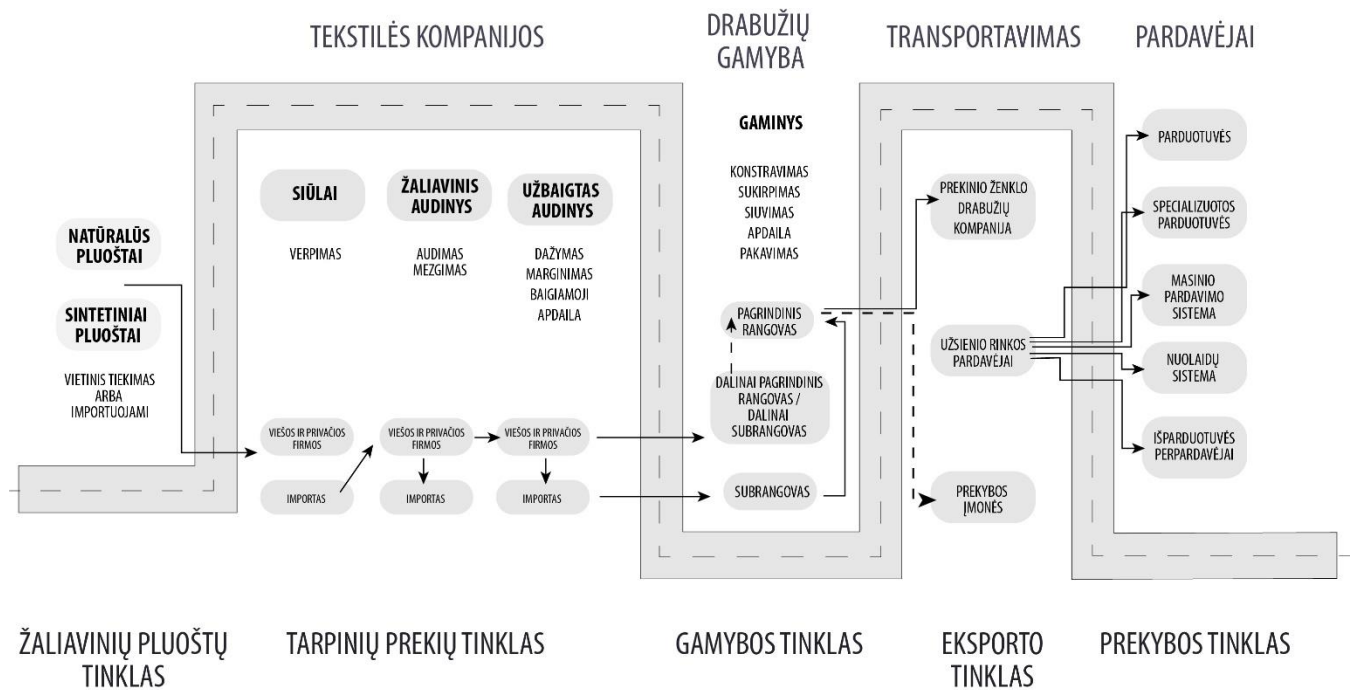 TEKSTILĖS KOMPANIJOS
DRABUŽIŲ
GAMYBA
TRANSPORTAVIMAS
PARDAVĖJAI
NATŪRALŪS
PLUOŠTAI
SINTETINIAI
PLUOŠTAI
VIETINIS TIEKIMAS
ARBA
IMPORTUOJAMI
SIŪLAI
VERPIMAS
ŽALIAVINIS
AUDINYS
AUDIMAS
MEZGIMAS
UŽBAIGTAS
AUDINYS
DAŽYMAS
MARGINIMAS
BAIGIAMOJI
APDAILA
VIEŠOS IR PRIVAČIOS
FIRMOS
VIEŠOS IR PRIVAČIOS
FIRMOS
VIEŠOS IR PRIVAČIOS
FIRMOS
IMPORTAS
IMPORTAS
IMPORTAS
GAMINYS
KONSTRAVIMAS
SUKIRPIMAS
SIUVIMAS
APDAILA
PAKAVIMAS
PAGRINDINIS
RANGOVAS
DALINAI PAGRINDINIS
RANGOVAS /
DALINAI
SUBRANGOVAS
SUBRANGOVAS
PREKINIO ŽENKLO
DRABUŽIŲ
KOMPANIJA
UŽSIENIO RINKOS
PARDAVĖJAI
PREKYBOS
ĮMONĖS
PARDUOTUVĖS
SPECIALIZUOTOS
PARDUOTUVĖS
MASINIO
PARDAVIMO
SISTEMA
NUOLAIDŲ
SISTEMA
IŠPARDUOTUVĖS
PERPARDAVĖJAI
ŽALIAVINIŲ PLUOŠTŲ
TINKLAS
TARPINIŲ PREKIŲ TINKLAS
GAMYBOS TINKLAS
EKSPORTO
TINKLAS
PREKYBOS TINKLAS